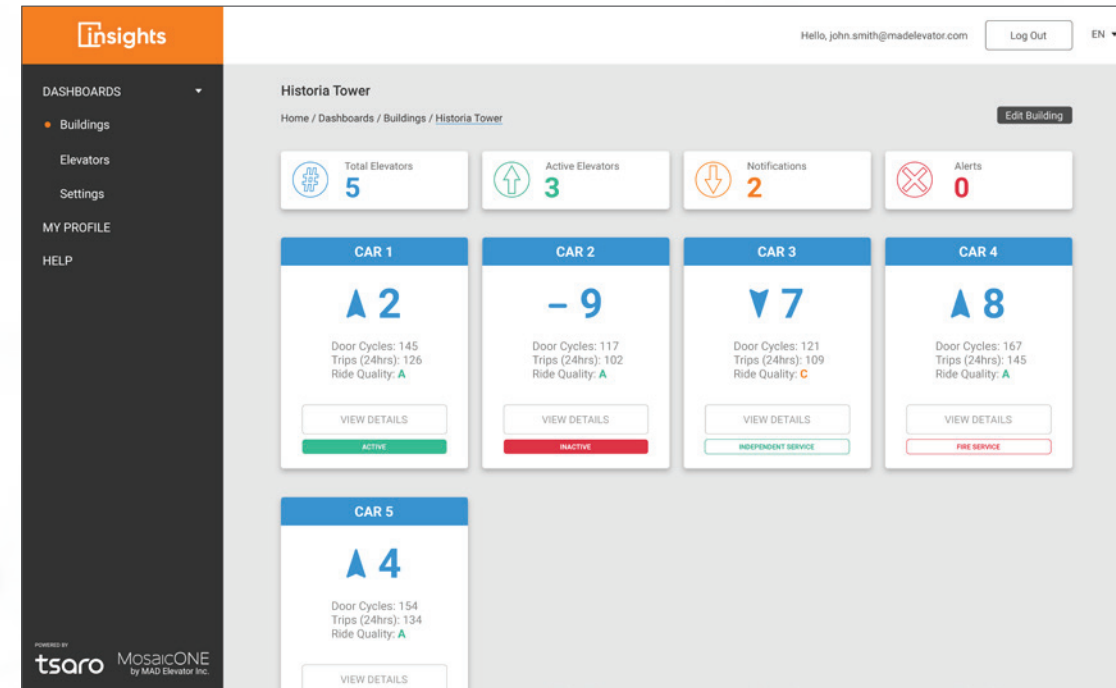 insights
Hello, john.smith@madelevator.com
Log Out
EN
DASHBOARDS
Buildings
Elevators
Settings
MY PROFILE
HELP
Historia Tower
Home / Dashboards / Buildings / Historia Tower
Edit Building
# Total Elevators
5
Active Elevators
3
Notifications
2
Alerts
0
CAR 1
2
Door Cycles: 145
Trips (24hrs): 126
Ride Quality: A
VIEW DETAILS
ACTIVE
CAR 2
– 9
Door Cycles: 117
Trips (24hrs): 102
Ride Quality: A
VIEW DETAILS
INACTIVE
CAR 3
7
Door Cycles: 121
Trips (24hrs): 109
Ride Quality: C
VIEW DETAILS
INDEPENDENT SERVICE
CAR 4
8
Door Cycles: 167
Trips (24hrs): 145
Ride Quality: A
VIEW DETAILS
FIRE SERVICE
CAR 5
4
Door Cycles: 154
Trips (24hrs): 134
Ride Quality: A
VIEW DETAILS
POWERED BY
tsaro
MosaicONE
by MAD Elevator Inc.